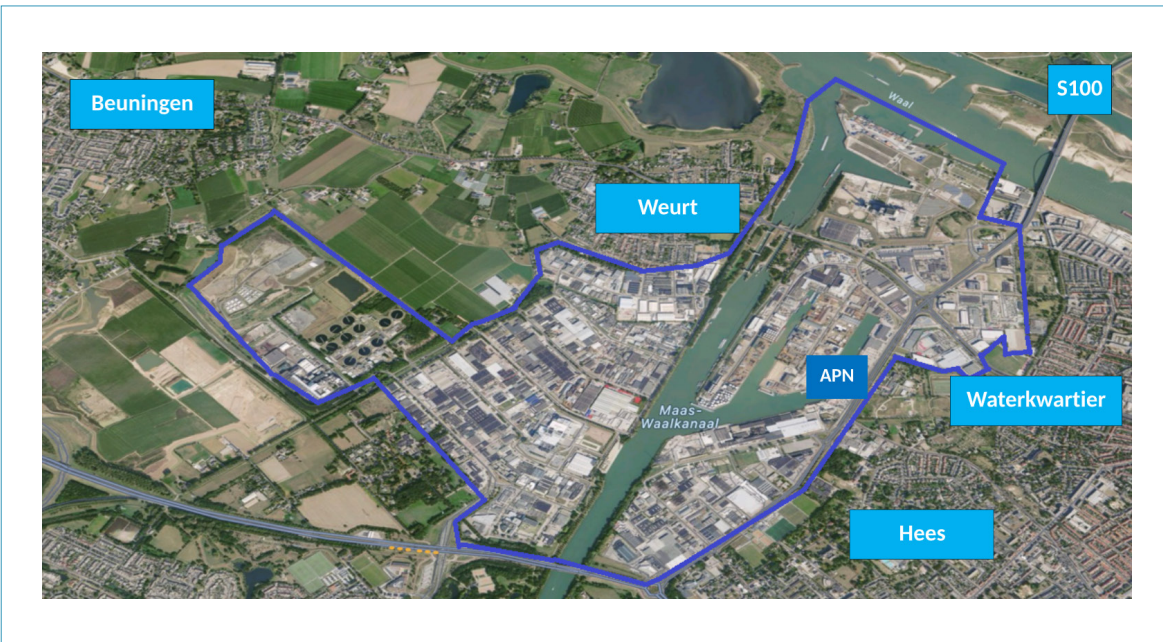 Beuningen
S100
Waal
Weurt
APN
Maas-
Waalkanaal
Waterkwartier
Hees